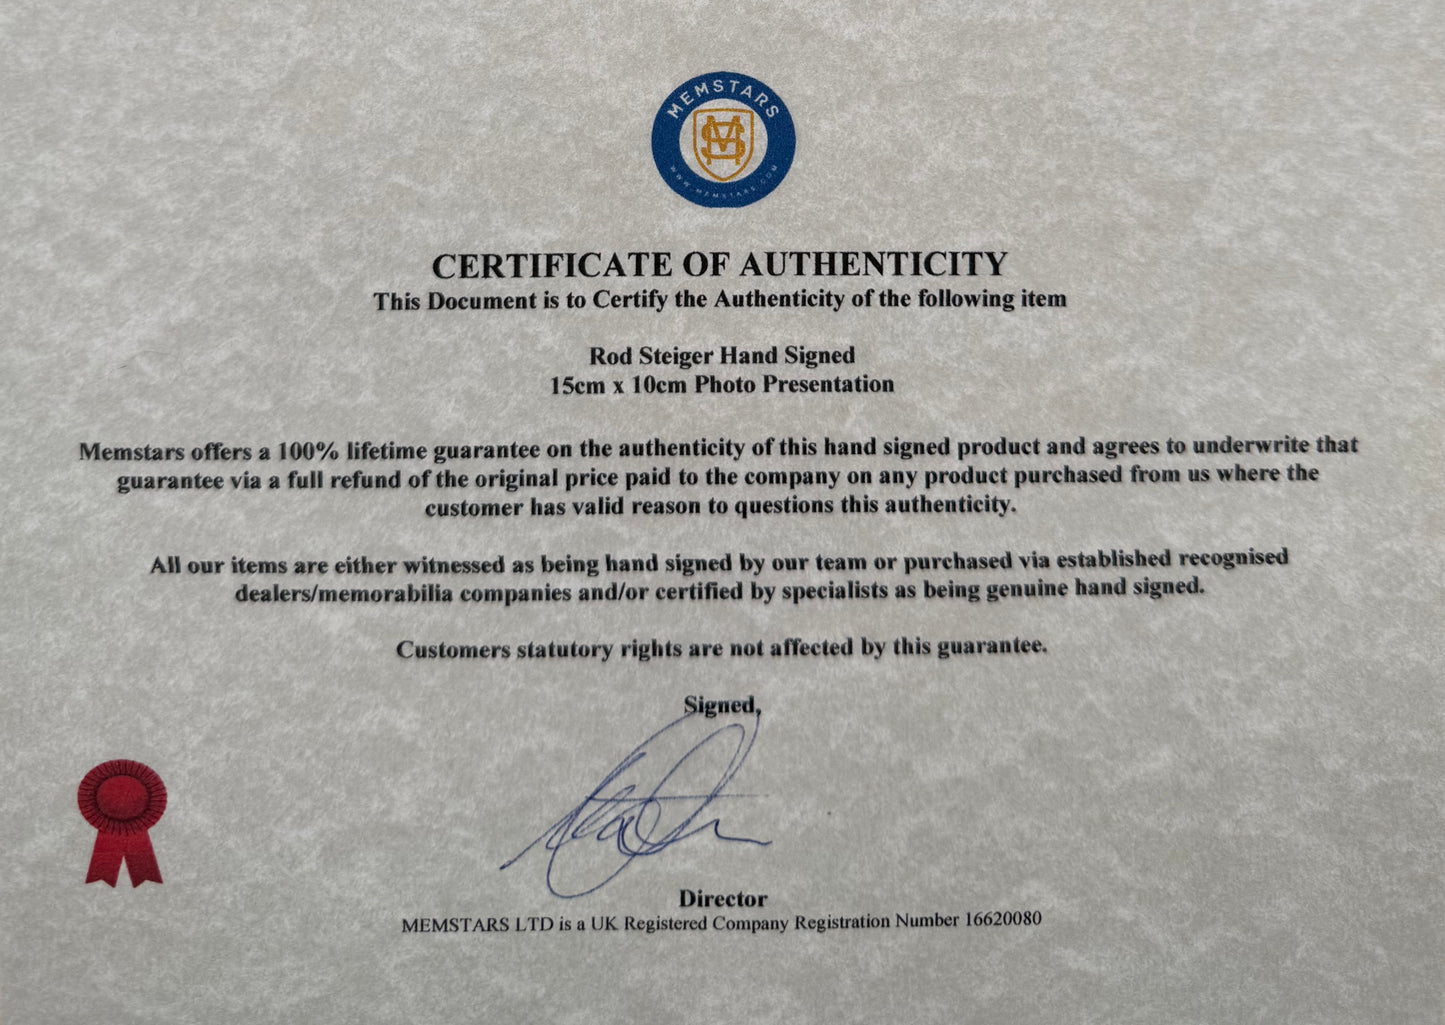 MEMSTARS
WWW.MEMSTARS.COM
CERTIFICATE OF AUTHENTICITY
This Document is to Certify the Authenticity of the following item
Rod Steiger Hand Signed
15cm x 10cm Photo Presentation
Memstars offers a 100% lifetime guarantee on the authenticity of this hand signed product and agrees to underwrite that
guarantee via a full refund of the original price paid to the company on any product purchased from us where the
customer has valid reason to questions this authenticity.
All our items are either witnessed as being hand signed by our team or purchased via established recognised
dealers/memorabilia companies and/or certified by specialists as being genuine hand signed.
Customers statutory rights are not affected by this guarantee.
Signed,
Director
MEMSTARS LTD is a UK Registered Company Registration Number 16620080